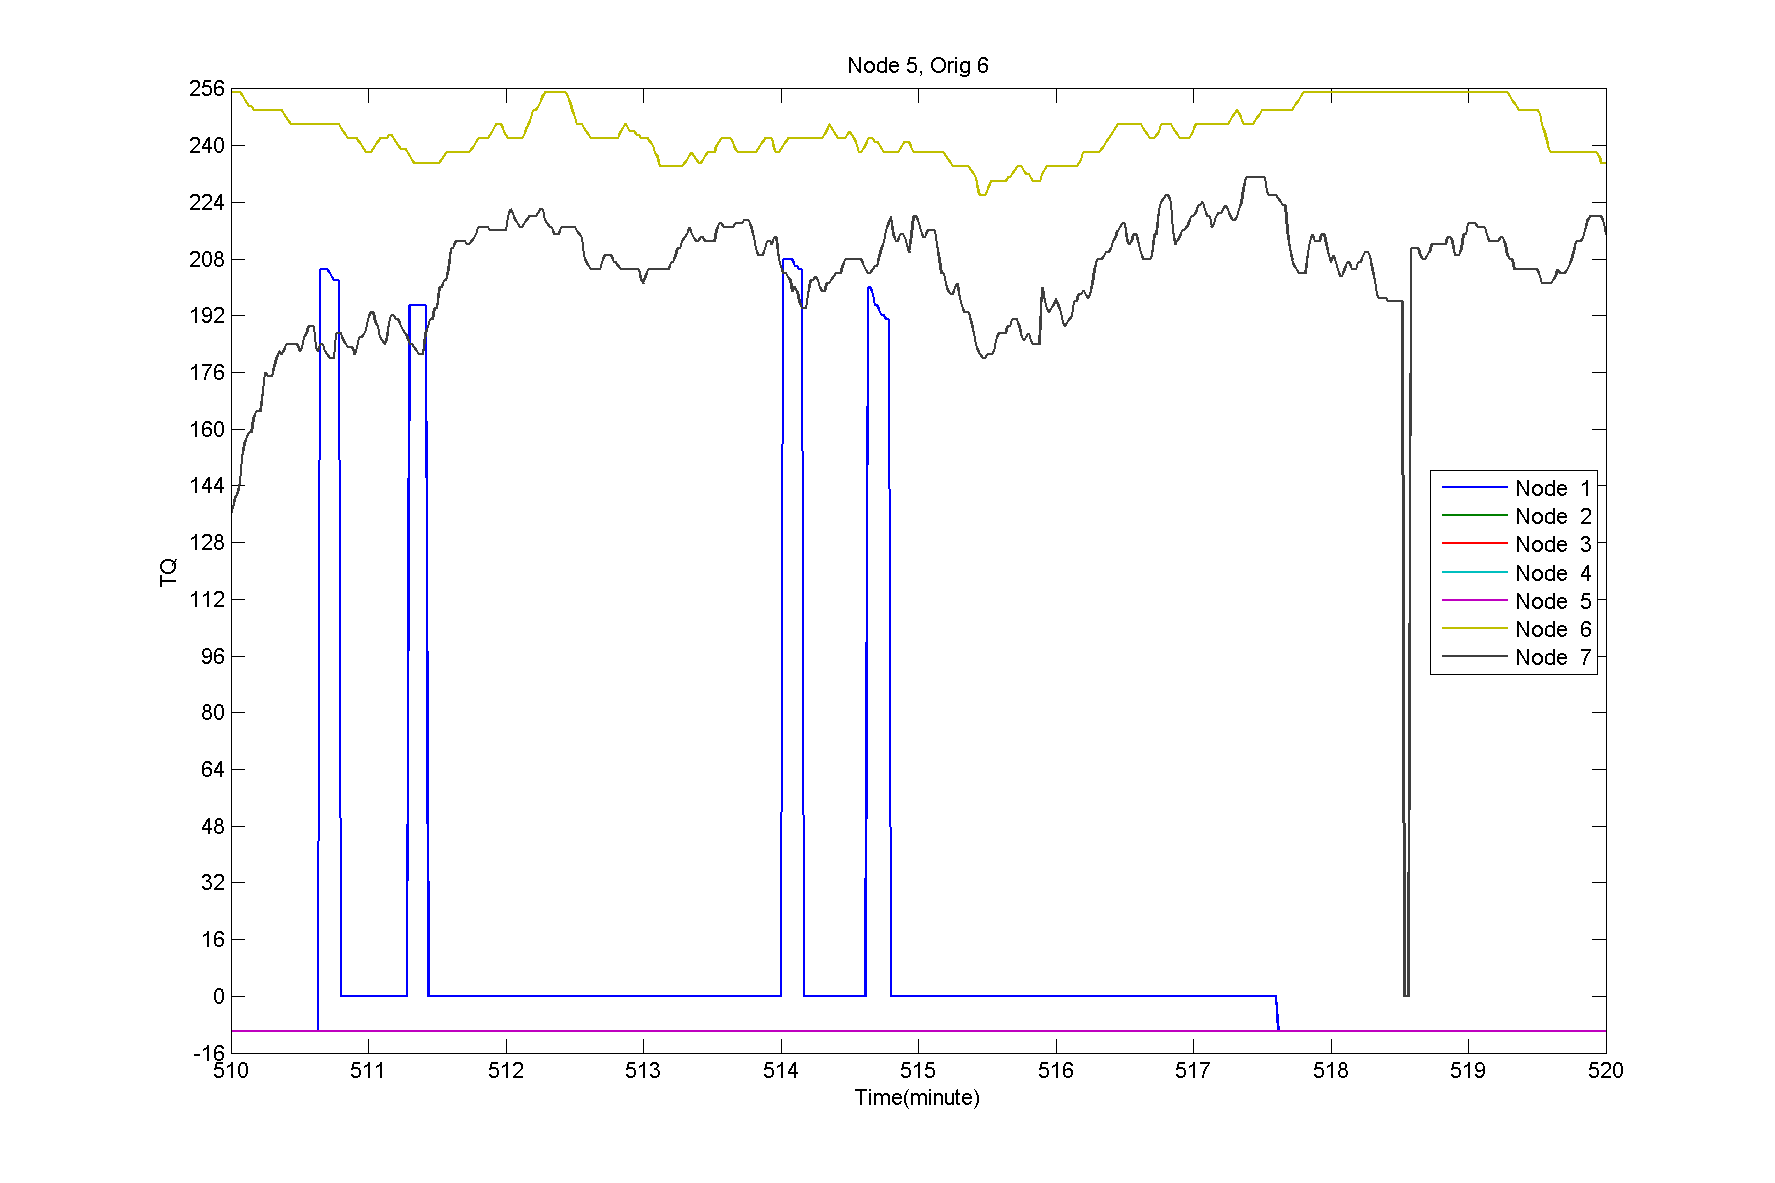 Node 5, Orig 6
256
240
224
208
192
176
160
144
128
112
96
80
64
48
32
16
0
-16
TQ
510 511 512 513 514 515 516 517 518 519 520
Time(minute)
Node 1
Node 2
Node 3
Node 4
Node 5
Node 6
Node 7